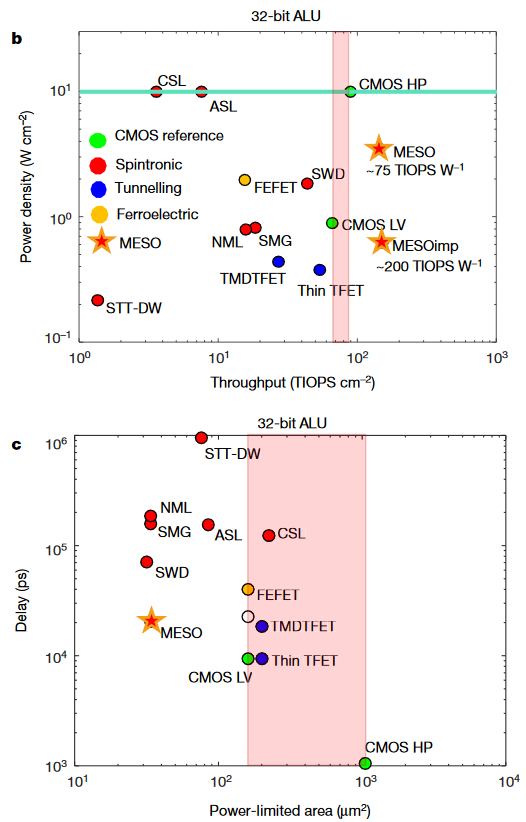 32-bit ALU
b
Power density (W cm⁻²)
10¹
10⁰
10⁻¹
CSL
ASL
CMOS HP
CMOS reference
Spintronic
Tunnelling
Ferroelectric
MESO
MESO
~75 TIOPS W⁻¹
FEFET
SWD
CMOS LV
NML
SMG
MESOimp
~200 TIOPS W⁻¹
TMDTFET
Thin TFET
STT-DW
10⁰
10¹
10²
10³
Throughput (TIOPS cm⁻²)
32-bit ALU
c
Delay (ps)
10⁶
10⁵
10⁴
10³
STT-DW
NML
SMG
ASL
CSL
SWD
FEFET
MESO
TMDTFET
CMOS LV
Thin TFET
CMOS HP
10¹
10²
10³
10⁴
Power-limited area (μm²)